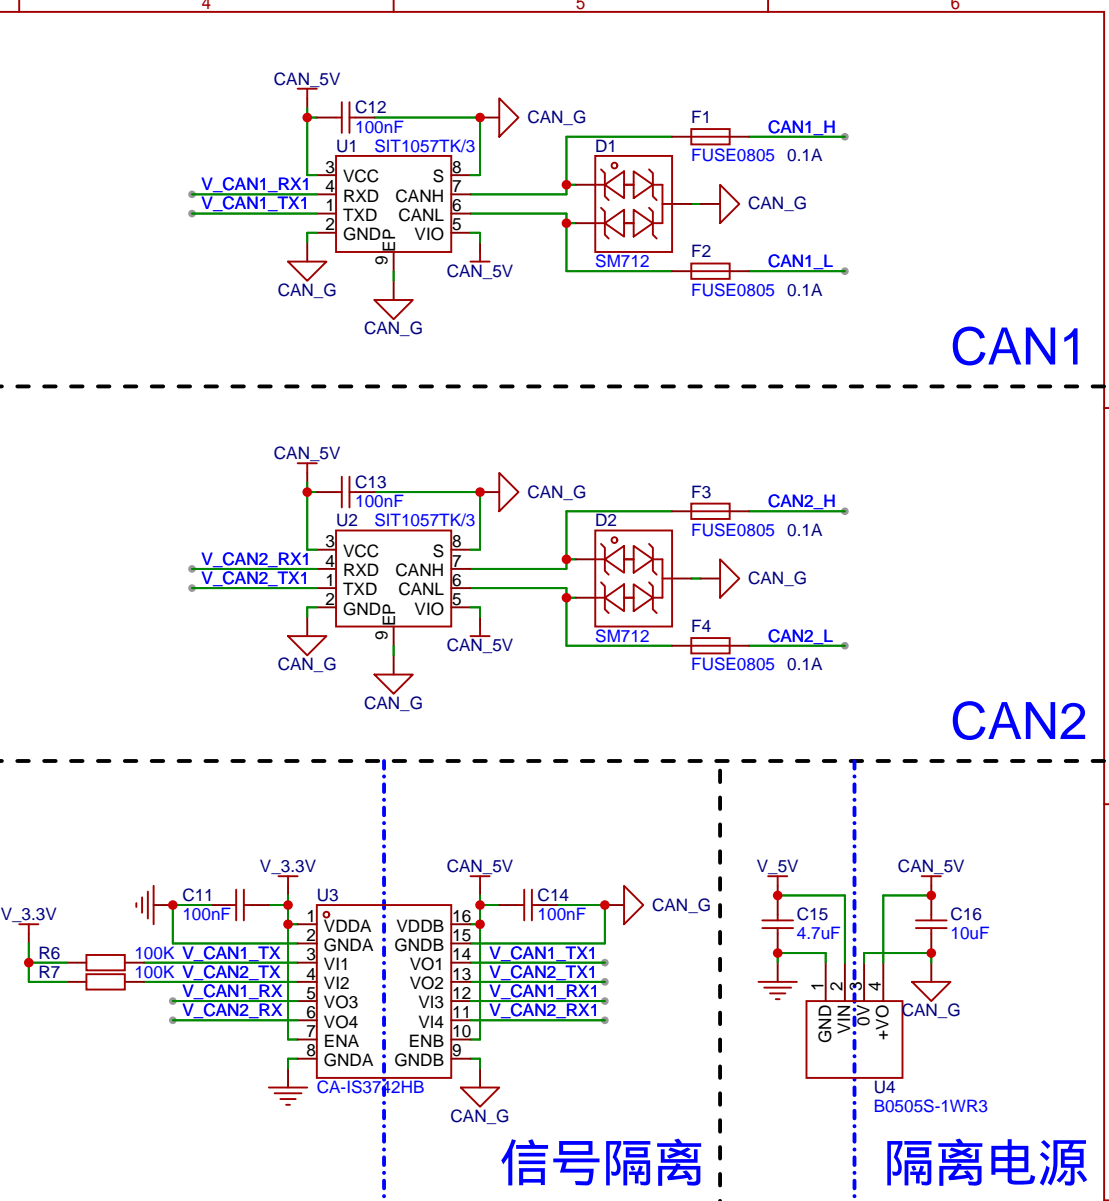 4 5 6
CAN_5V
C12
100nF
CAN_G
U1 SIT1057TK/3
F1
CAN1_H
FUSE0805 0.1A
D1
V_CAN1_RX1
V_CAN1_TX1
3 VCC S 8
4 RXD CANH 7
1 TXD CANL 6
2 GND VIO 5
EP
9
CAN_G
CAN_5V
CAN_G
CAN_G
SM712
F2
CAN1_L
FUSE0805 0.1A
CAN1
CAN_5V
C13
100nF
CAN_G
U2 SIT1057TK/3
F3
CAN2_H
FUSE0805 0.1A
D2
V_CAN2_RX1
V_CAN2_TX1
3 VCC S 8
4 RXD CANH 7
1 TXD CANL 6
2 GND VIO 5
EP
9
CAN_G
CAN_5V
CAN_G
CAN_G
SM712
F4
CAN2_L
FUSE0805 0.1A
CAN2
V_3.3V
C11
100nF
V_3.3V
U3
CAN_5V
C14
100nF
CAN_G
R6 100K V_CAN1_TX
R7 100K V_CAN2_TX
V_CAN1_RX
V_CAN2_RX
1 VDDA VDDB 16
2 GNDA GNDB 15
3 VI1 VO1 14 V_CAN1_TX1
4 VI2 VO2 13 V_CAN2_TX1
5 VO3 VI3 12 V_CAN1_RX1
6 VO4 VI4 11 V_CAN2_RX1
7 ENA ENB 10
8 GNDA GNDB 9
CA-IS3742HB
CAN_G
信号隔离
V_5V
CAN_5V
C15
4.7uF
C16
10uF
1 2 3 4
GND VIN 0V +VO
CAN_G
U4
B0505S-1WR3
隔离电源